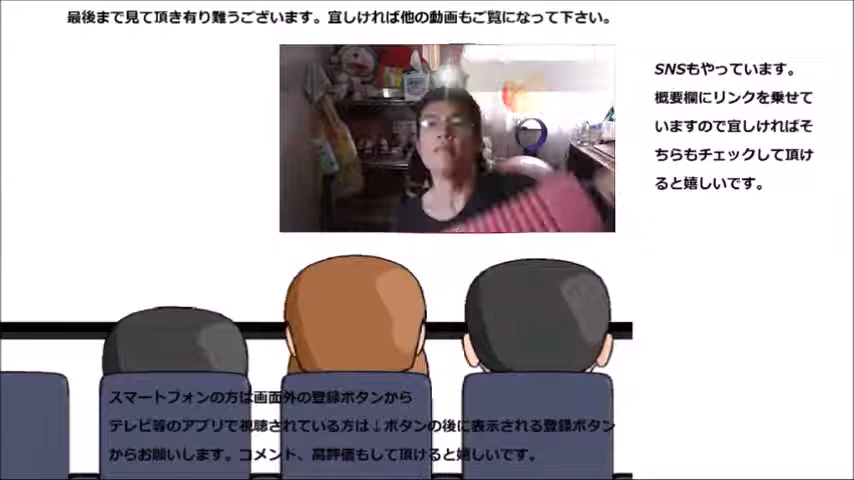 最後まで見て頂き有り難うございます。宜しければ他の動画もご覧になって下さい。
SNSもやっています。
概要欄にリンクを乗せて
いますので宜しければそ
ちらもチェックして頂け
ると嬉しいです。
スマートフォンの方は画面外の登録ボタンから
テレビ等のアプリで視聴されている方は↓ボタンの後に表示される登録ボタン
からお願いします。コメント、高評価もして頂けると嬉しいです。